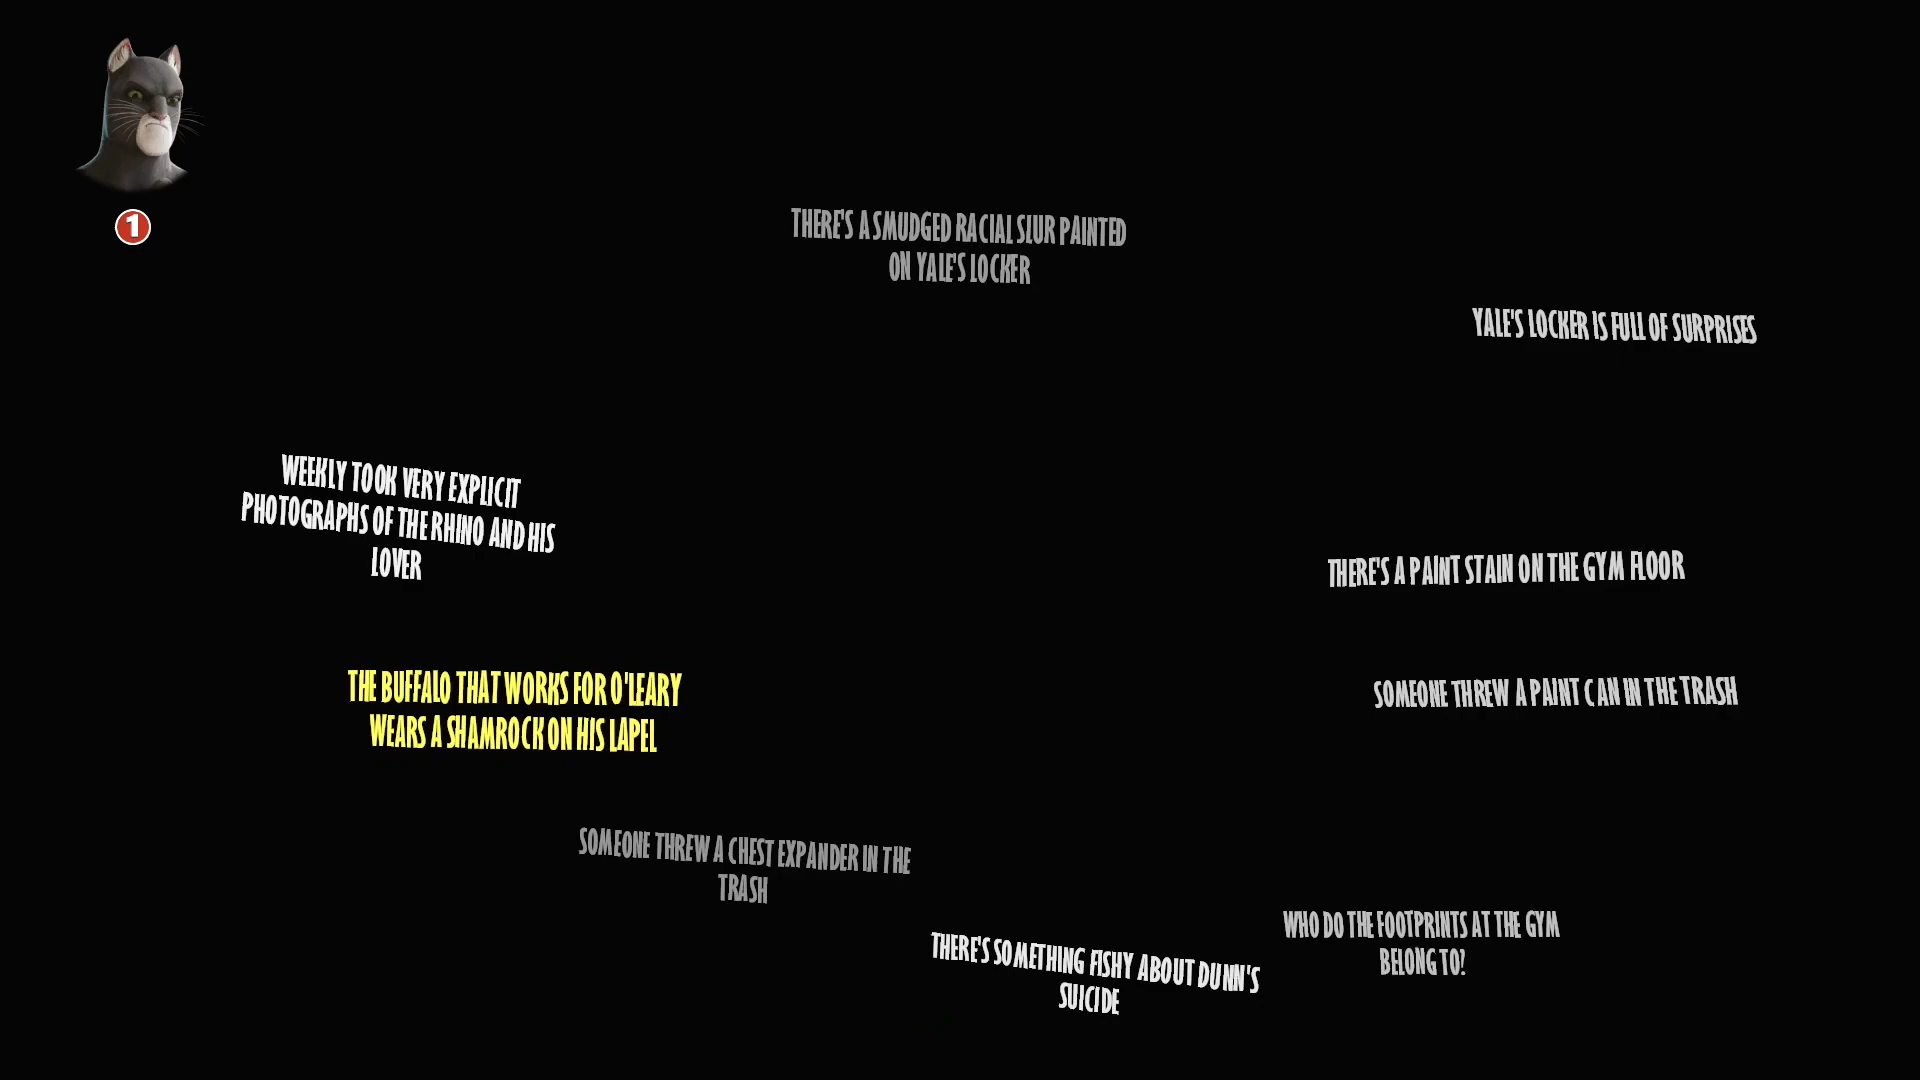 1
THERE'S A SMUDGED RACIAL SLUR PAINTED
ON YALE'S LOCKER
YALE'S LOCKER IS FULL OF SURPRISES
WEEKLY TOOK VERY EXPLICIT
PHOTOGRAPHS OF THE RHINO AND HIS
LOVER
THERE'S A PAINT STAIN ON THE GYM FLOOR
THE BUFFALO THAT WORKS FOR O'LEARY
WEARS A SHAMROCK ON HIS LAPEL
SOMEONE THREW A PAINT CAN IN THE TRASH
SOMEONE THREW A CHEST EXPANDER IN THE
TRASH
THERE'S SOMETHING FISHY ABOUT DUNN'S
SUICIDE
WHO DO THE FOOTPRINTS AT THE GYM
BELONG TO?